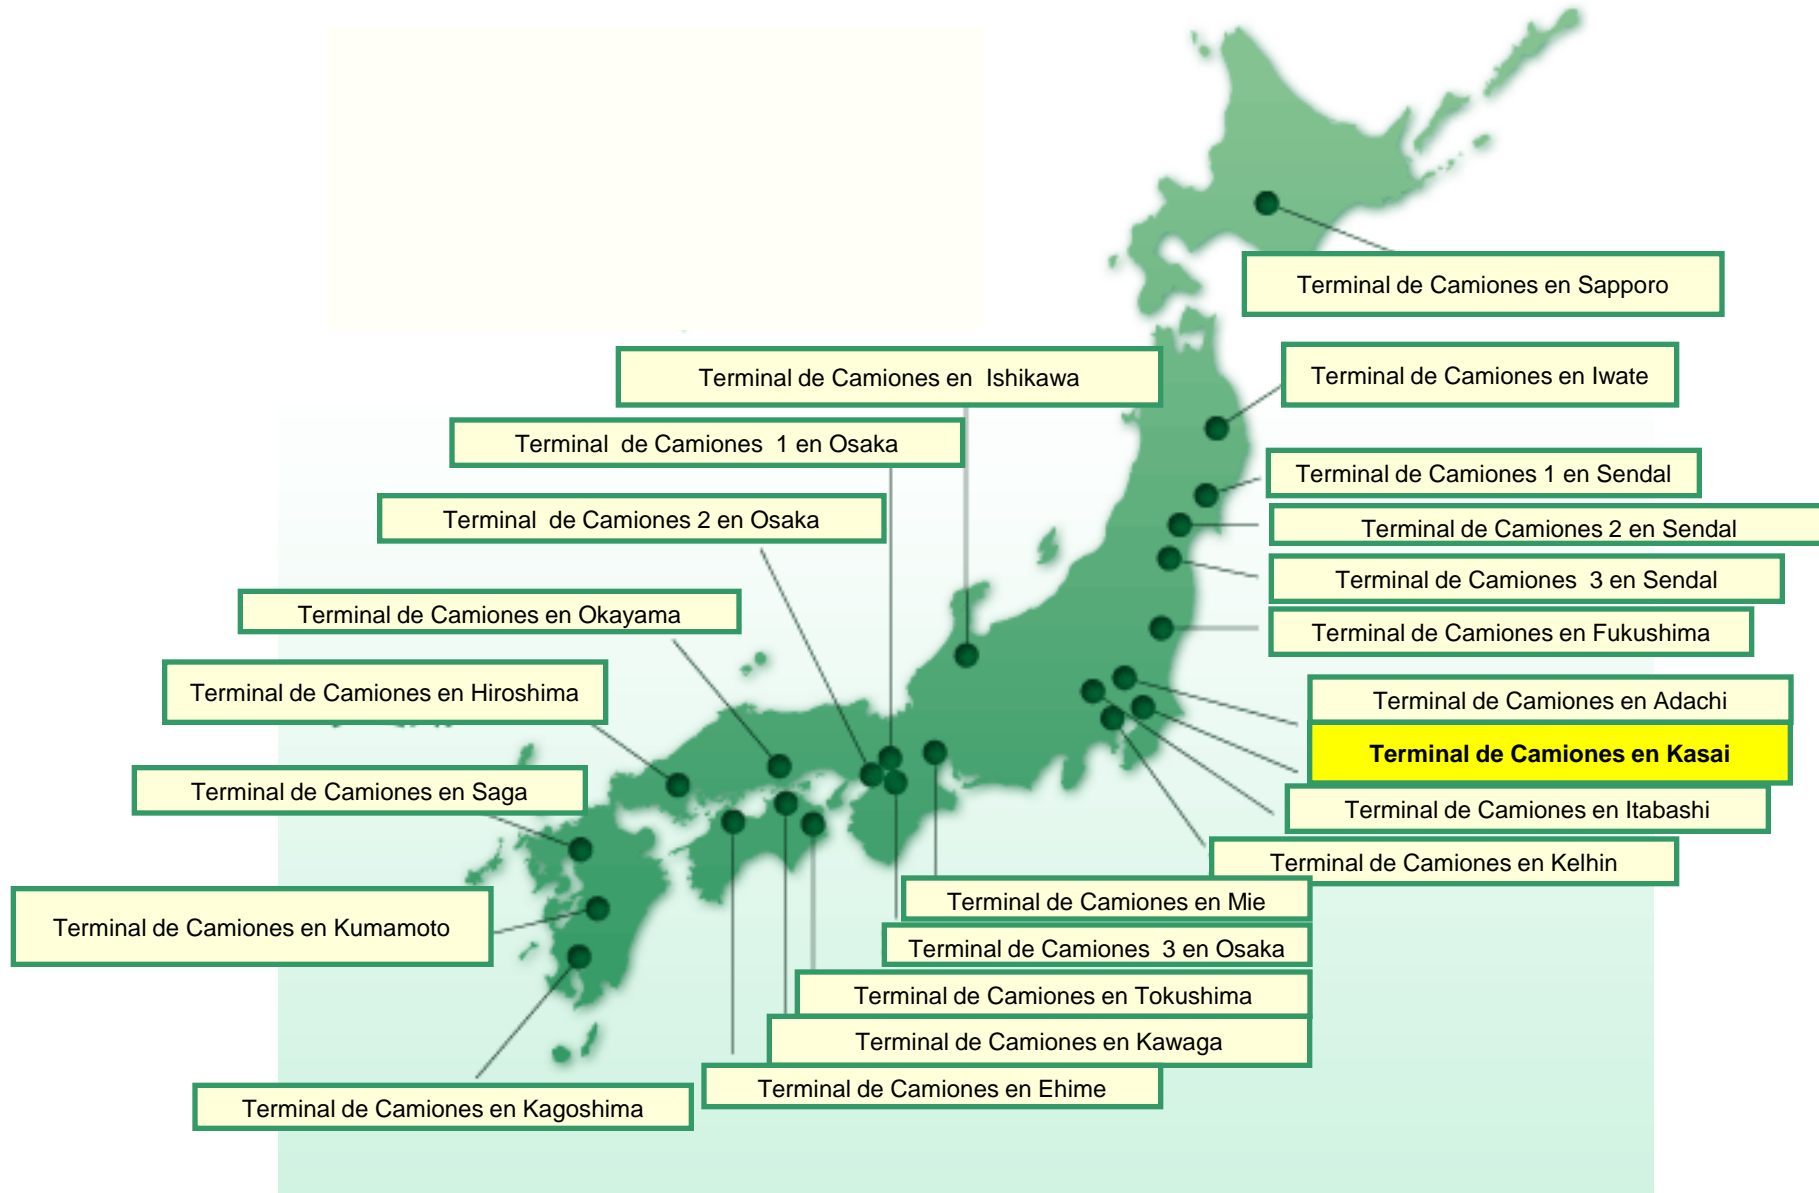 Terminal de Camiones en Sapporo
Terminal de Camiones en Ishikawa
Terminal de Camiones en Iwate
Terminal de Camiones 1 en Osaka
Terminal de Camiones 1 en Sendal
Terminal de Camiones 2 en Osaka
Terminal de Camiones 2 en Sendal
Terminal de Camiones 3 en Sendal
Terminal de Camiones en Okayama
Terminal de Camiones en Fukushima
Terminal de Camiones en Hiroshima
Terminal de Camiones en Adachi
Terminal de Camiones en Kasai
Terminal de Camiones en Saga
Terminal de Camiones en Itabashi
Terminal de Camiones en Kelhin
Terminal de Camiones en Mie
Terminal de Camiones en Kumamoto
Terminal de Camiones 3 en Osaka
Terminal de Camiones en Tokushima
Terminal de Camiones en Kawaga
Terminal de Camiones en Ehime
Terminal de Camiones en Kagoshima